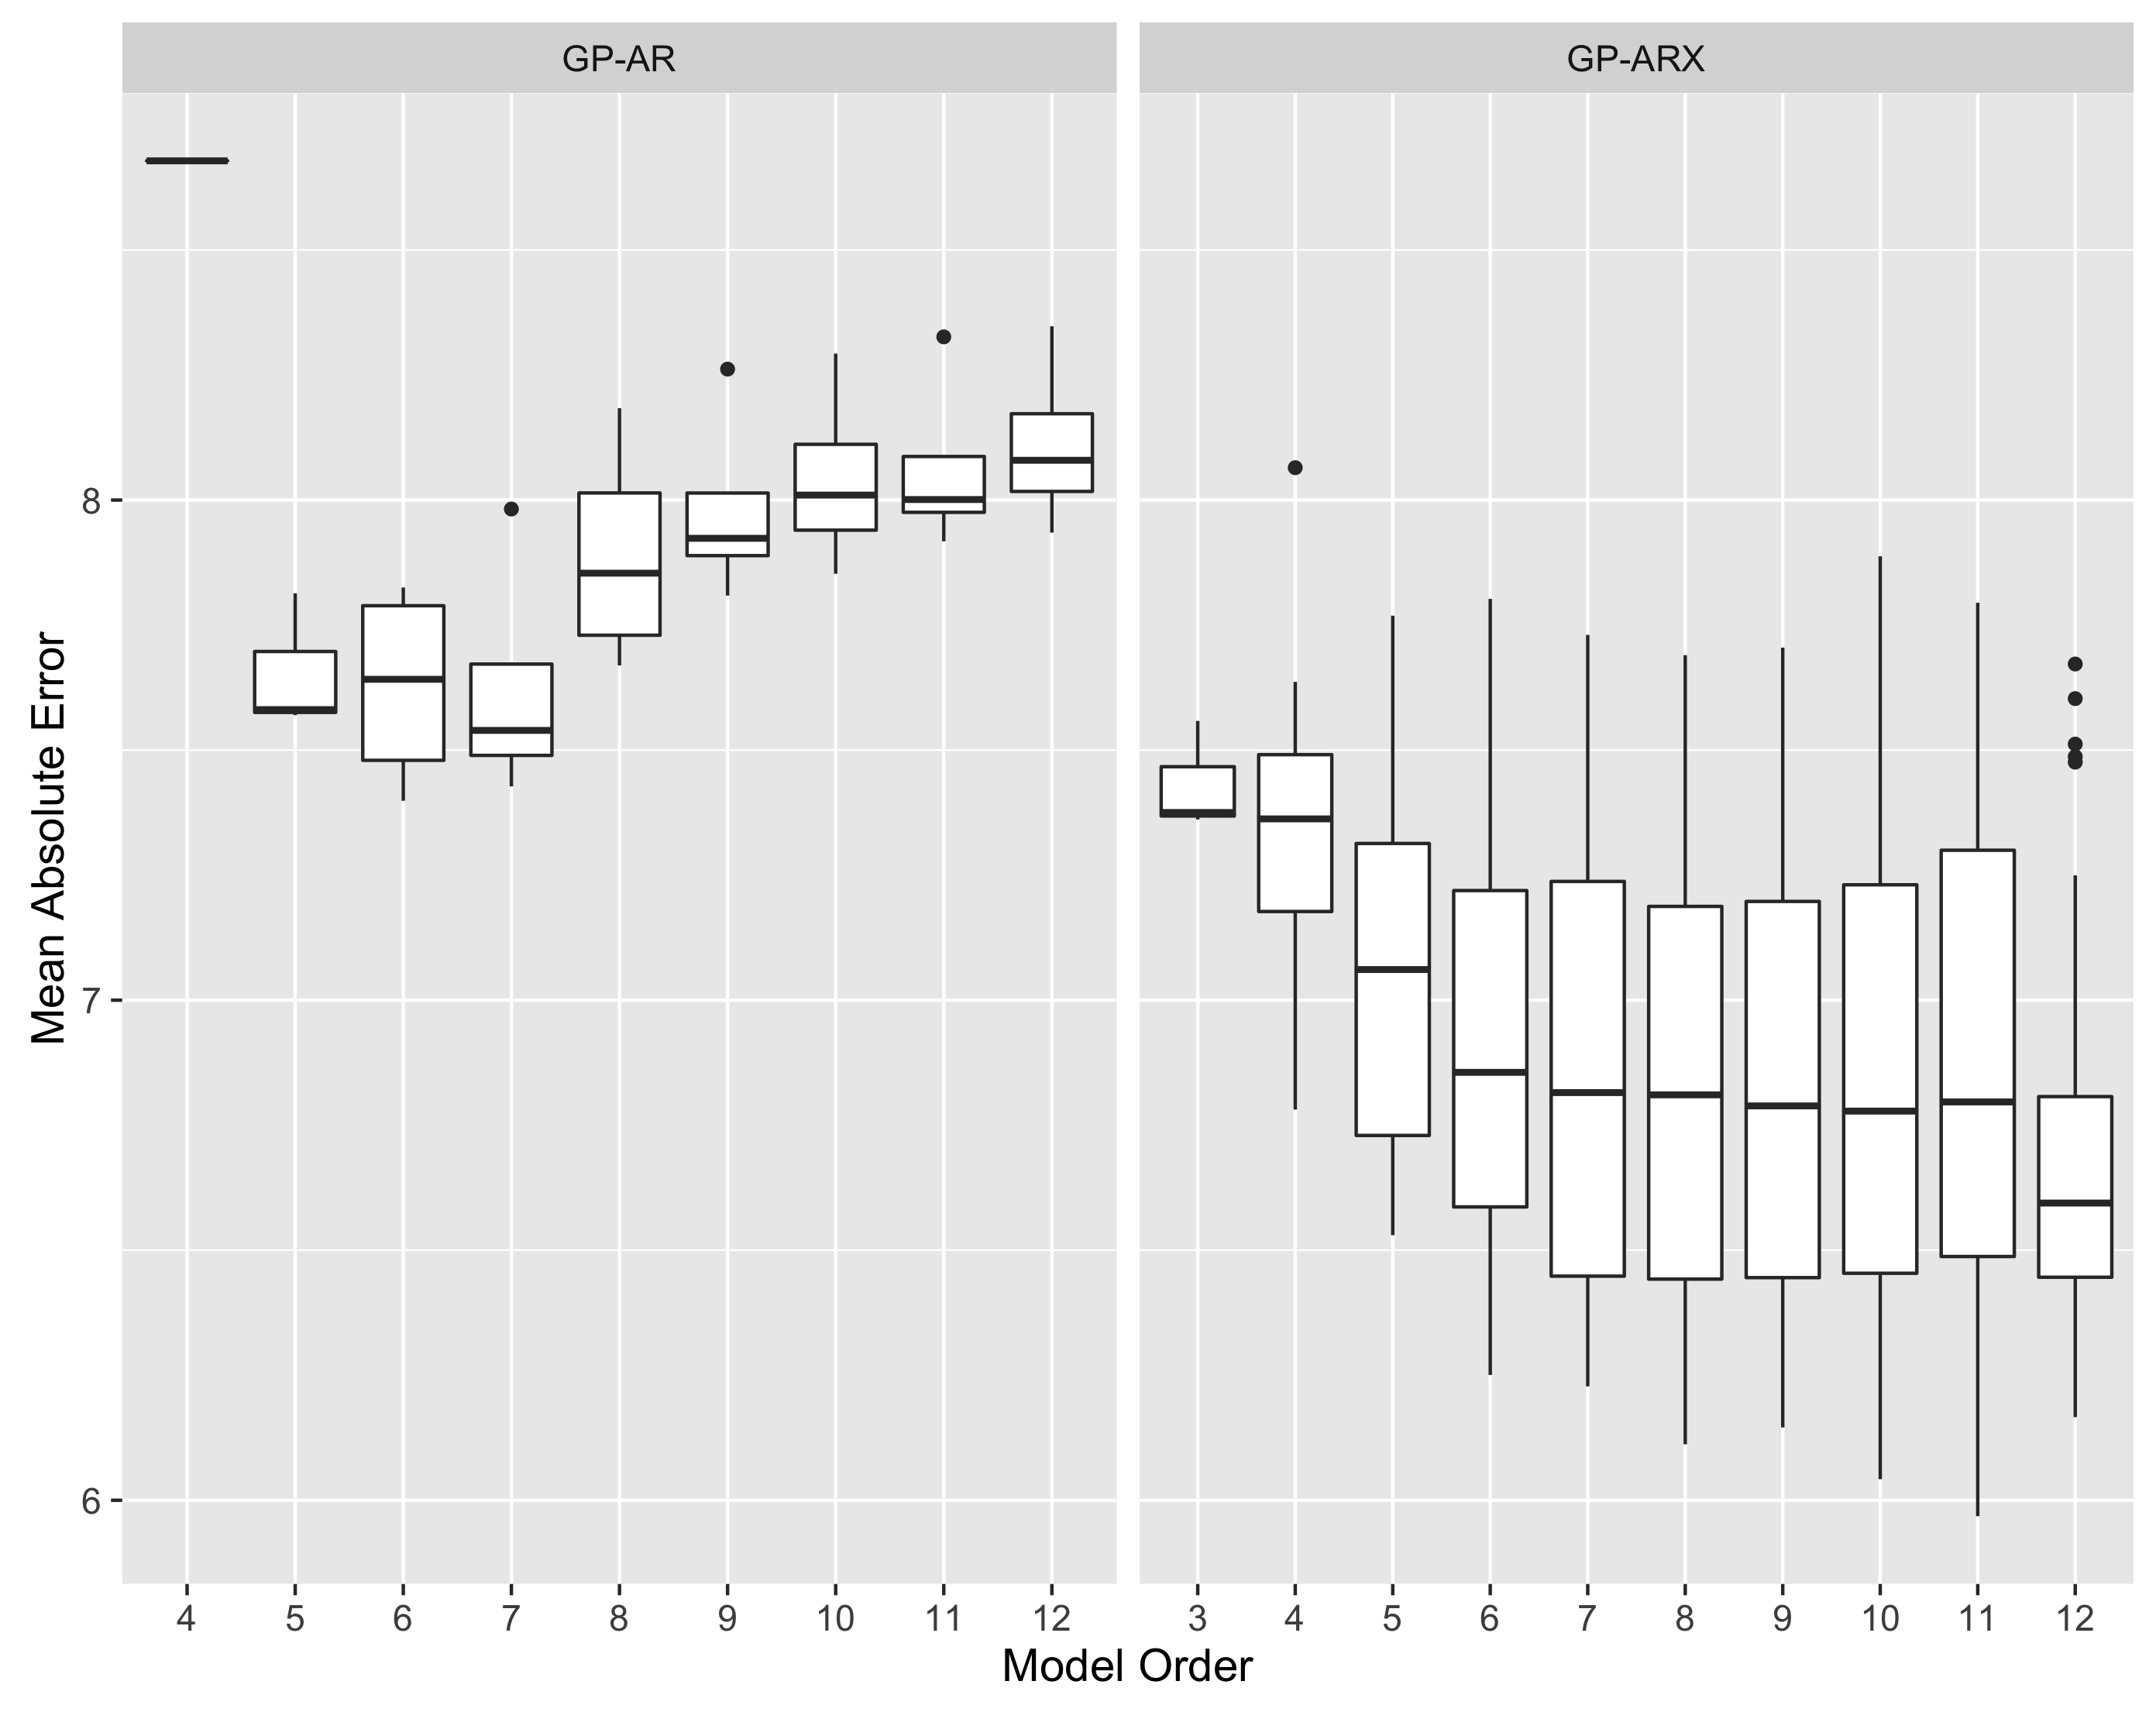 GP-AR
GP-ARX
Mean Absolute Error
8
7
6
4 5 6 7 8 9 10 11 12
3 4 5 6 7 8 9 10 11 12
Model Order